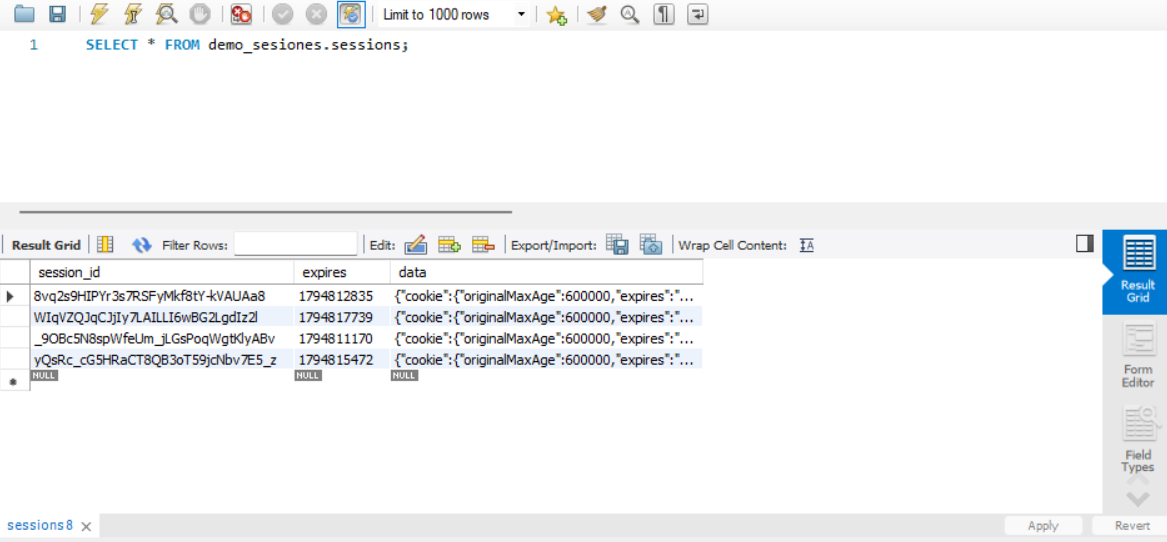 Limit to 1000 rows
1 SELECT * FROM demo_sesiones.sessions;
Result Grid Filter Rows: Edit: Export/Import: Wrap Cell Content: IA
session_id expires data
8vq2s9HIPYr3s7RSFyMkf8tY-kVAUAa8 1794812835 {"cookie":{"originalMaxAge":600000,"expires":"...
WIqVZQJqCJjIy7LAILLI6wBG2LgdIz2l 1794817739 {"cookie":{"originalMaxAge":600000,"expires":"...
_9OBc5N8spWfeUm_jLGsPoqWgtKlyABv 1794811170 {"cookie":{"originalMaxAge":600000,"expires":"...
yQsRc_cG5HRaCT8QB3oT59jcNbv7E5_z 1794815472 {"cookie":{"originalMaxAge":600000,"expires":"...
NULL NULL NULL
Result
Grid
Form
Editor
Field
Types
sessions 8
Apply Revert